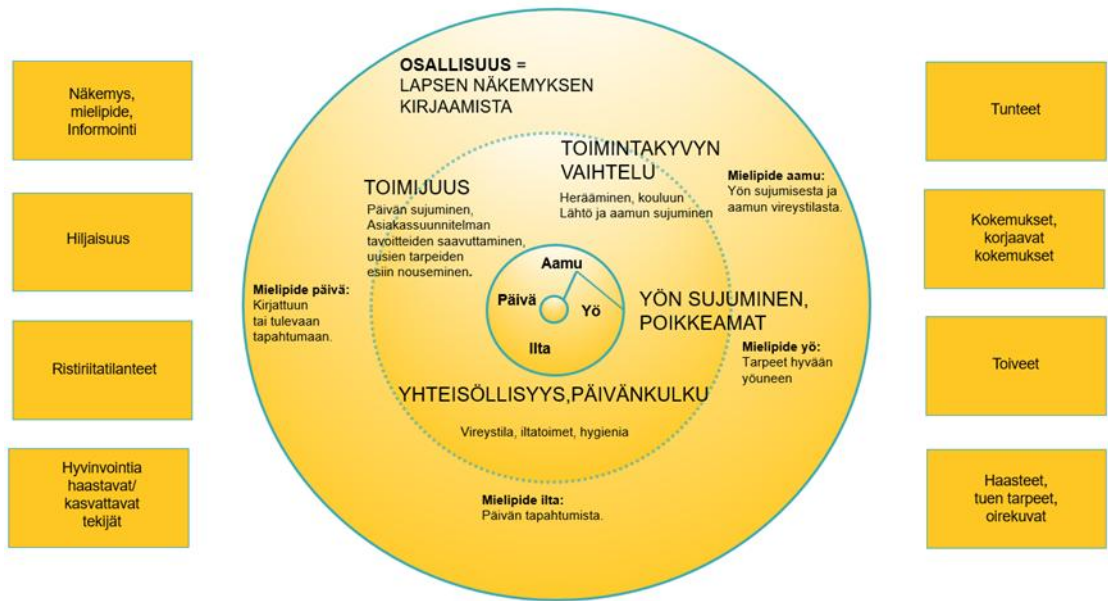 Näkemys,
mielipide,
Informointi
Hiljaisuus
Ristiriitatilanteet
Hyvinvointia
haastavat/
kasvattavat
tekijät
OSALLISUUS =
LAPSEN NÄKEMYKSEN
KIRJAAMISTA
TOIMIJUUS
Päivän sujuminen,
Asiakassuunnitelman
tavoitteiden saavuttaminen,
uusien tarpeiden
esiin nouseminen.
TOIMINTAKYVYN
VAIHTELU
Herääminen, kouluun
Lähtö ja aamun sujuminen
Mielipide aamu:
Yön sujumisesta ja
aamun vireystilasta.
Mielipide päivä:
Kirjattuun
tai tulevaan
tapahtumaan.
Aamu
Päivä
Yö
Ilta
YÖN SUJUMINEN,
POIKKEAMAT
Mielipide yö:
Tarpeet hyvään
yöuneen
YHTEISÖLLISYYS,PÄIVÄNKULKU
Vireystila, iltatoimet, hygienia
Mielipide ilta:
Päivän tapahtumista.
Tunteet
Kokemukset,
korjaavat
kokemukset
Toiveet
Haasteet,
tuen tarpeet,
oirekuvat